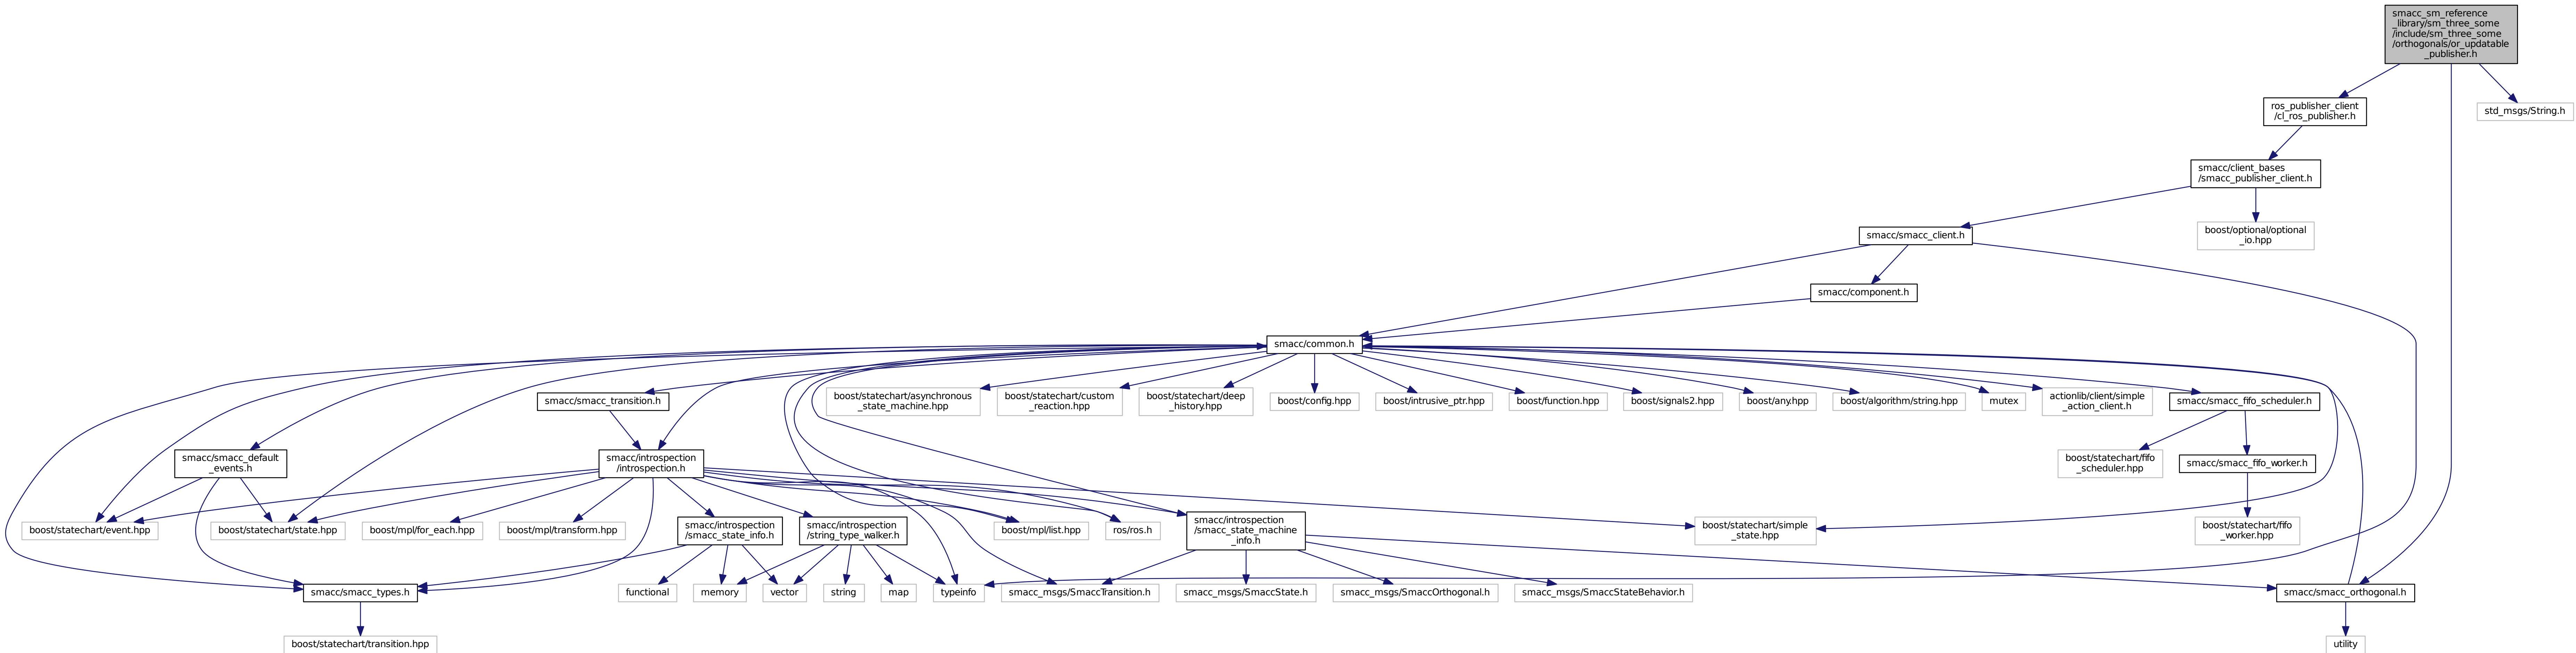 smacc_sm_reference
_library/sm_three_some
/include/sm_three_some
/orthogonals/or_updatable
_publisher.h
ros_publisher_client
/cl_ros_publisher.h
std_msgs/String.h
smacc/client_bases
/smacc_publisher_client.h
smacc/smacc_client.h
boost/optional/optional
_io.hpp
smacc/component.h
smacc/common.h
smacc/smacc_transition.h
boost/statechart/asynchronous
_state_machine.hpp
boost/statechart/custom
_reaction.hpp
boost/statechart/deep
_history.hpp
boost/config.hpp
boost/intrusive_ptr.hpp
boost/function.hpp
boost/signals2.hpp
boost/any.hpp
boost/algorithm/string.hpp
mutex
actionlib/client/simple
_action_client.h
smacc/smacc_fifo_scheduler.h
smacc/smacc_default
_events.h
smacc/introspection
/introspection.h
boost/statechart/fifo
_scheduler.hpp
smacc/smacc_fifo_worker.h
boost/statechart/event.hpp
boost/statechart/state.hpp
boost/mpl/for_each.hpp
boost/mpl/transform.hpp
smacc/introspection
/smacc_state_info.h
smacc/introspection
/string_type_walker.h
boost/mpl/list.hpp
ros/ros.h
smacc/introspection
/smacc_state_machine
_info.h
boost/statechart/simple
_state.hpp
boost/statechart/fifo
_worker.hpp
smacc/smacc_types.h
functional
memory
vector
string
map
typeinfo
smacc_msgs/SmaccTransition.h
smacc_msgs/SmaccState.h
smacc_msgs/SmaccOrthogonal.h
smacc_msgs/SmaccStateBehavior.h
smacc/smacc_orthogonal.h
boost/statechart/transition.hpp
utility